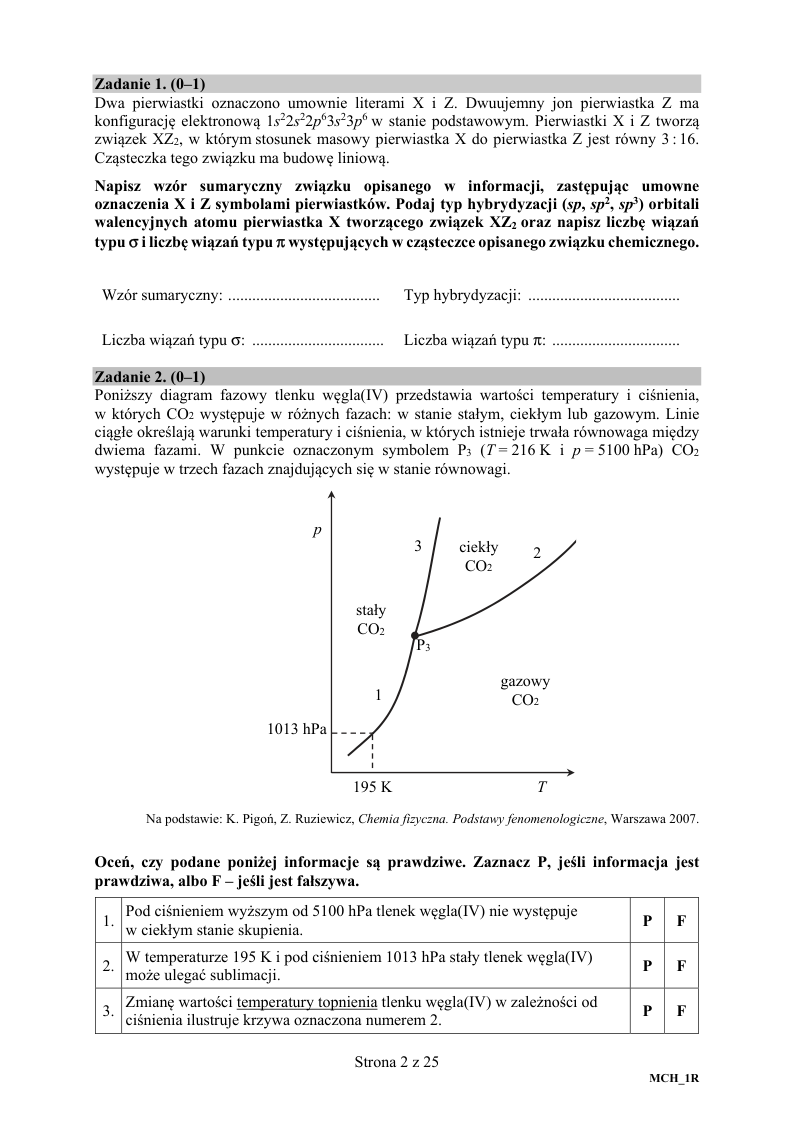 Zadanie 1. (0–1)
Dwa pierwiastki oznaczono umownie literami X i Z. Dwuujemny jon pierwiastka Z ma
konfigurację elektronową 1s²2s²2p⁶3s²3p⁶ w stanie podstawowym. Pierwiastki X i Z tworzą
związek XZ₂, w którym stosunek masowy pierwiastka X do pierwiastka Z jest równy 3 : 16.
Cząsteczka tego związku ma budowę liniową.
Napisz wzór sumaryczny związku opisanego w informacji, zastępując umowne
oznaczenia X i Z symbolami pierwiastków. Podaj typ hybrydyzacji (sp, sp², sp³) orbitali
walencyjnych atomu pierwiastka X tworzącego związek XZ₂ oraz napisz liczbę wiązań
typu σ i liczbę wiązań typu π występujących w cząsteczce opisanego związku chemicznego.
Wzór sumaryczny: ...................................... Typ hybrydyzacji: ......................................
Liczba wiązań typu σ: ................................. Liczba wiązań typu π: ................................
Zadanie 2. (0–1)
Poniższy diagram fazowy tlenku węgla(IV) przedstawia wartości temperatury i ciśnienia,
w których CO₂ występuje w różnych fazach: w stanie stałym, ciekłym lub gazowym. Linie
ciągłe określają warunki temperatury i ciśnienia, w których istnieje trwała równowaga między
dwiema fazami. W punkcie oznaczonym symbolem P₃ (T = 216 K i p = 5100 hPa) CO₂
występuje w trzech fazach znajdujących się w stanie równowagi.
p
3
ciekły
CO₂
2
stały
CO₂
P₃
gazowy
CO₂
1
1013 hPa
195 K
T
Na podstawie: K. Pigoń, Z. Ruziewicz, Chemia fizyczna. Podstawy fenomenologiczne, Warszawa 2007.
Oceń, czy podane poniżej informacje są prawdziwe. Zaznacz P, jeśli informacja jest
prawdziwa, albo F – jeśli jest fałszywa.
1. Pod ciśnieniem wyższym od 5100 hPa tlenek węgla(IV) nie występuje
w ciekłym stanie skupienia. P F
2. W temperaturze 195 K i pod ciśnieniem 1013 hPa stały tlenek węgla(IV)
może ulegać sublimacji. P F
3. Zmianę wartości temperatury topnienia tlenku węgla(IV) w zależności od
ciśnienia ilustruje krzywa oznaczona numerem 2. P F
Strona 2 z 25
MCH_1R